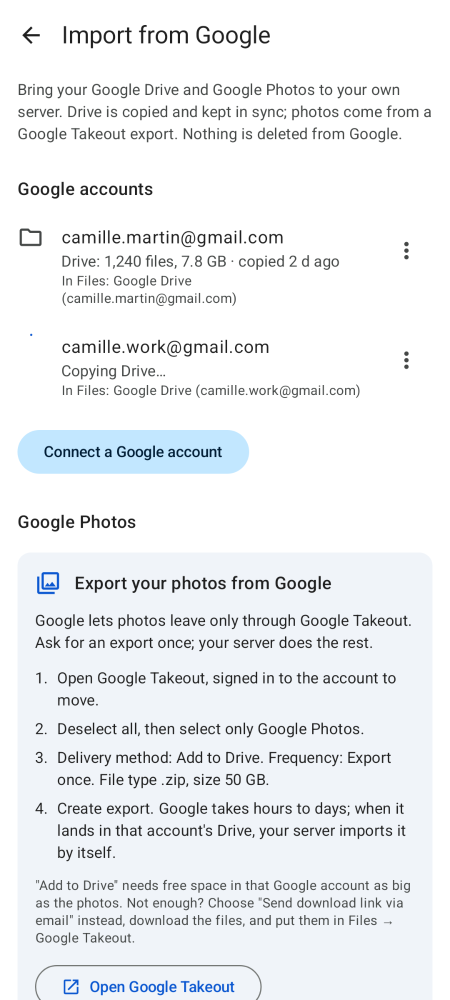 Import from Google
Bring your Google Drive and Google Photos to your own
server. Drive is copied and kept in sync; photos come from a
Google Takeout export. Nothing is deleted from Google.
Google accounts
camille.martin@gmail.com
Drive: 1,240 files, 7.8 GB · copied 2 d ago
In Files: Google Drive
(camille.martin@gmail.com)
camille.work@gmail.com
Copying Drive…
In Files: Google Drive (camille.work@gmail.com)
Connect a Google account
Google Photos
Export your photos from Google
Google lets photos leave only through Google Takeout.
Ask for an export once; your server does the rest.
1. Open Google Takeout, signed in to the account to
move.
2. Deselect all, then select only Google Photos.
3. Delivery method: Add to Drive. Frequency: Export
once. File type .zip, size 50 GB.
4. Create export. Google takes hours to days; when it
lands in that account's Drive, your server imports it
by itself.
"Add to Drive" needs free space in that Google account as big
as the photos. Not enough? Choose "Send download link via
email" instead, download the files, and put them in Files →
Google Takeout.
Open Google Takeout